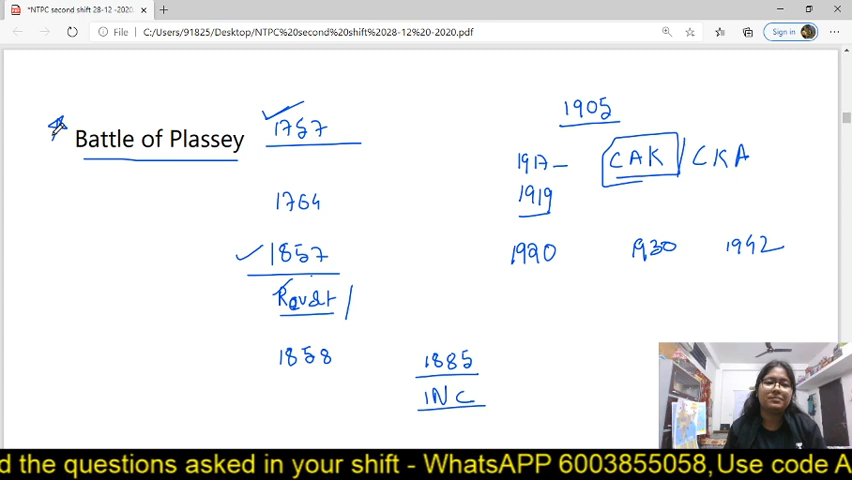 *NTPC second shift 28-12 -2020.pdf
File | C:/Users/91825/Desktop/NTPC%20second%20shift%2028-12%20-2020.pdf
Sign in
Battle of Plassey 1757
1764
1857
Revolt /
1858
1885
INC
1905
1917 - CAK / CKA
1919
1920 1930 1942
d the questions asked in your shift - WhatsAPP 6003855058, Use code A